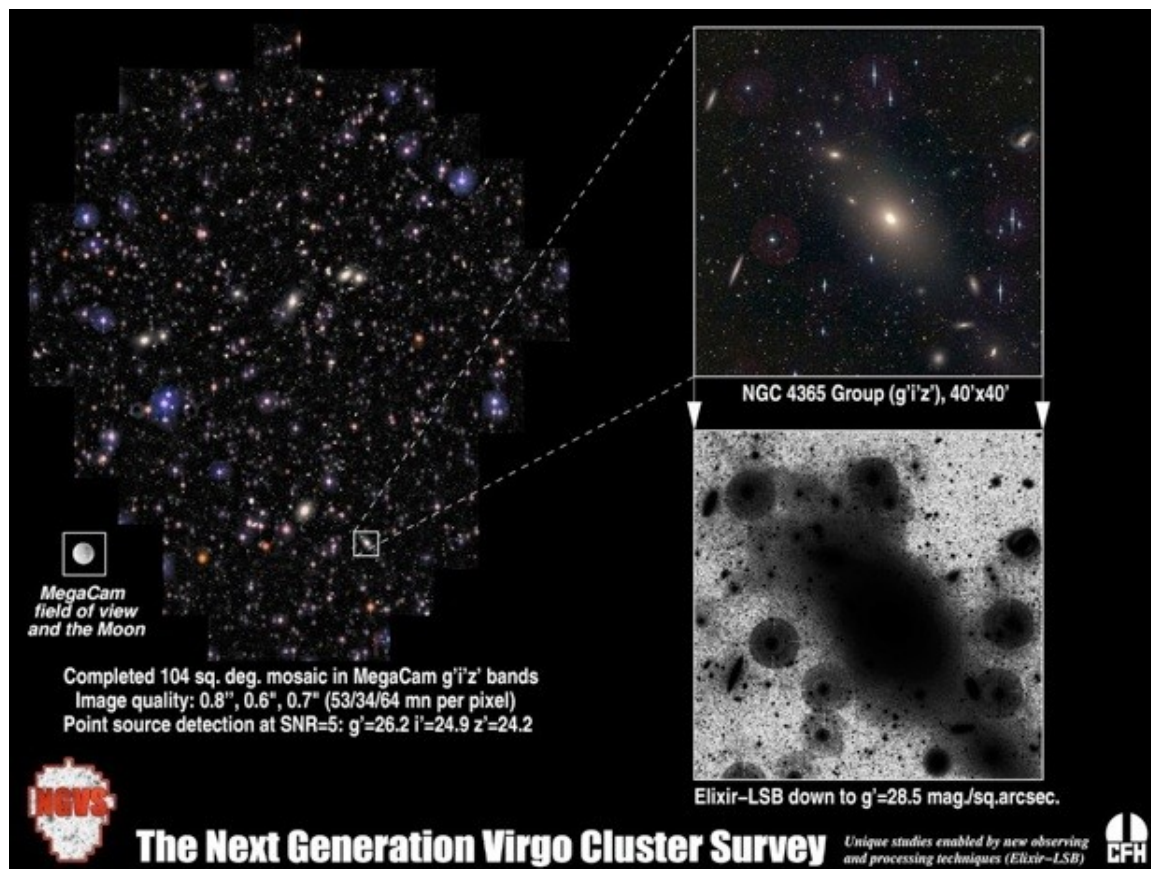 NGC 4365 Group (g'i'z'), 40'x40'
MegaCam
field of view
and the Moon
Completed 104 sq. deg. mosaic in MegaCam g'i'z' bands
Image quality: 0.8”, 0.6", 0.7" (53/34/64 mn per pixel)
Point source detection at SNR=5: g'=26.2 i'=24.9 z'=24.2
Elixir–LSB down to g'=28.5 mag./sq.arcsec.
NGVS
The Next Generation Virgo Cluster Survey
Unique studies enabled by new observing
and processing techniques (Elixir–LSB)
CFH